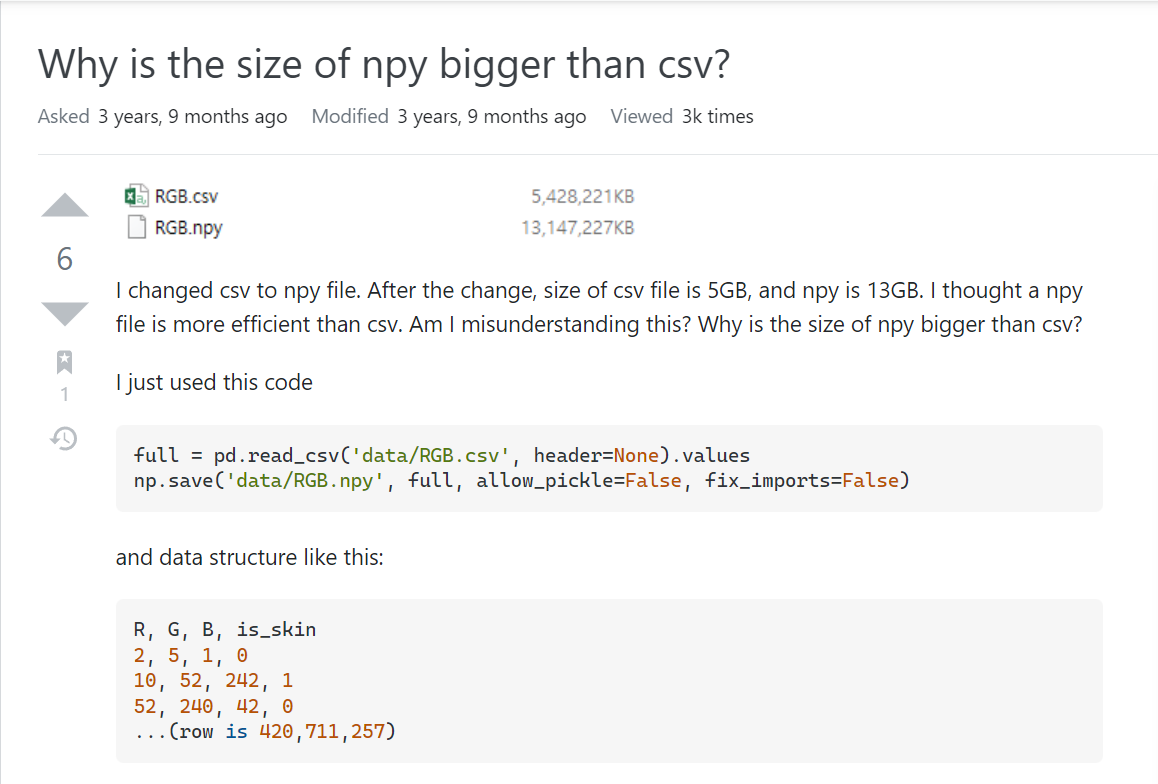 Why is the size of npy bigger than csv?
Asked 3 years, 9 months ago Modified 3 years, 9 months ago Viewed 3k times
RGB.csv 5,428,221KB
RGB.npy 13,147,227KB
6
I changed csv to npy file. After the change, size of csv file is 5GB, and npy is 13GB. I thought a npy
file is more efficient than csv. Am I misunderstanding this? Why is the size of npy bigger than csv?
1
I just used this code
full = pd.read_csv('data/RGB.csv', header=None).values
np.save('data/RGB.npy', full, allow_pickle=False, fix_imports=False)
and data structure like this:
R, G, B, is_skin
2, 5, 1, 0
10, 52, 242, 1
52, 240, 42, 0
...(row is 420,711,257)